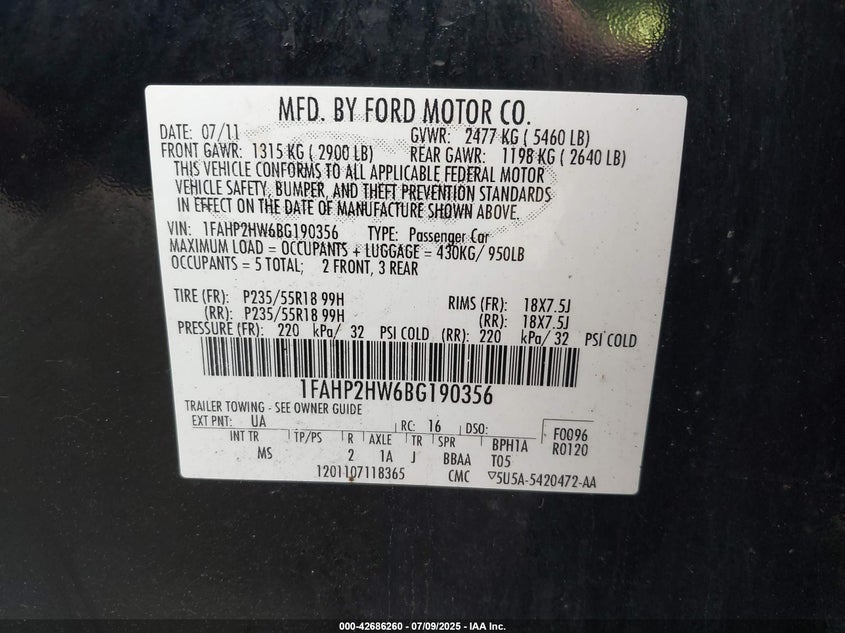 MFD. BY FORD MOTOR CO.
DATE: 07/11 GVWR: 2477 KG ( 5460 LB)
FRONT GAWR: 1315 KG ( 2900 LB) REAR GAWR: 1198 KG ( 2640 LB)
THIS VEHICLE CONFORMS TO ALL APPLICABLE FEDERAL MOTOR
VEHICLE SAFETY, BUMPER, AND THEFT PREVENTION STANDARDS
IN EFFECT ON THE DATE OF MANUFACTURE SHOWN ABOVE.
VIN: 1FAHP2HW6BG190356 TYPE: Passenger Car
MAXIMUM LOAD = OCCUPANTS + LUGGAGE = 430KG/ 950LB
OCCUPANTS = 5 TOTAL; 2 FRONT, 3 REAR
TIRE (FR): P235/55R18 99H RIMS (FR): 18X7.5J
(RR): P235/55R18 99H (RR): 18X7.5J
PRESSURE (FR): 220 kPa/ 32 PSI COLD (RR): 220 kPa/ 32 PSI COLD
1FAHP2HW6BG190356
TRAILER TOWING - SEE OWNER GUIDE
EXT PNT: UA RC: 16 DSO: F0096
INT TR TP/PS R AXLE TR SPR BPH1A R0120
MS 2 1A J BBAA T05
1201107118365 CMC ▽5U5A-5420472-AA
000-42686260 - 07/09/2025 - IAA Inc.